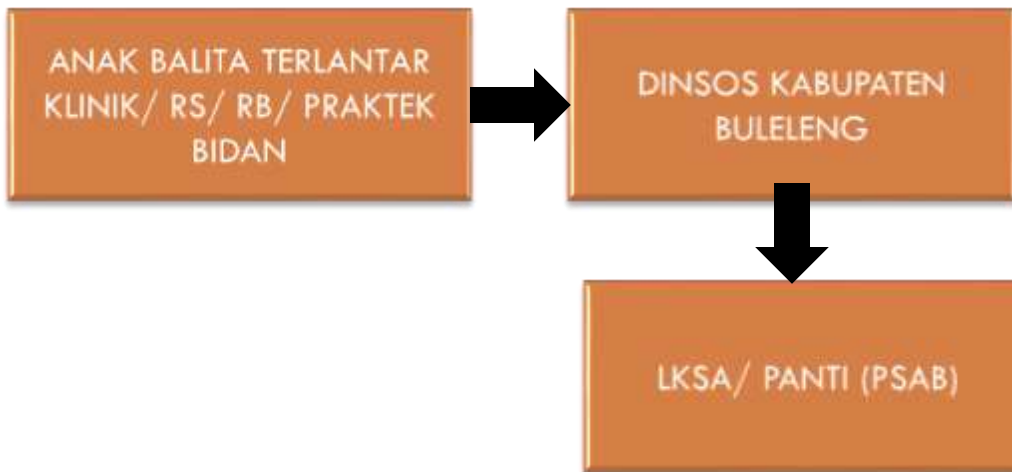 ANAK BALITA TERLANTAR
KLINIK/ RS/ RB/ PRAKTEK
BIDAN
DINSOS KABUPATEN
BULELENG
LKSA/ PANTI (PSAB)